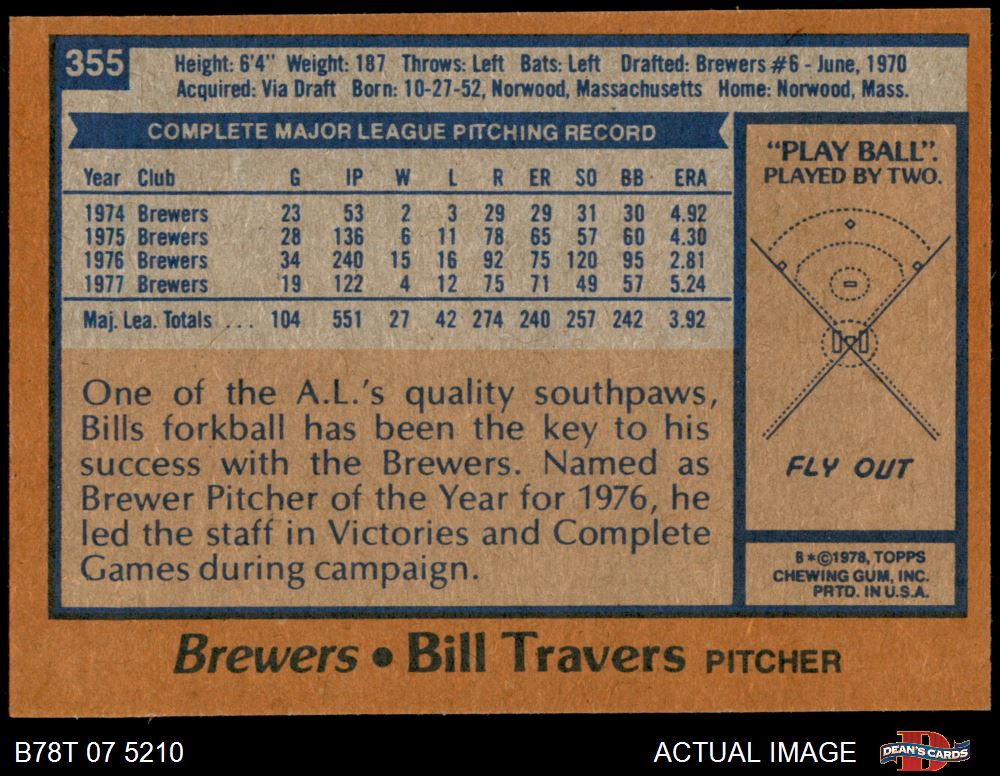 355
Height: 6'4" Weight: 187 Throws: Left Bats: Left Drafted: Brewers #6 - June, 1970
Acquired: Via Draft Born: 10-27-52, Norwood, Massachusetts Home: Norwood, Mass.
COMPLETE MAJOR LEAGUE PITCHING RECORD
Year Club G IP W L R ER SO BB ERA
1974 Brewers 23 53 2 3 29 29 31 30 4.92
1975 Brewers 28 136 6 11 78 65 57 60 4.30
1976 Brewers 34 240 15 16 92 75 120 95 2.81
1977 Brewers 19 122 4 12 75 71 49 57 5.24
Maj. Lea. Totals ... 104 551 27 42 274 240 257 242 3.92
One of the A.L.'s quality southpaws,
Bills forkball has been the key to his
success with the Brewers. Named as
Brewer Pitcher of the Year for 1976, he
led the staff in Victories and Complete
Games during campaign.
"PLAY BALL".
PLAYED BY TWO.
FLY OUT
B*©1978, TOPPS
CHEWING GUM, INC.
PRTD. IN U.S.A.
Brewers • Bill Travers PITCHER
B78T 07 5210
ACTUAL IMAGE
D
DEAN'S CARDS